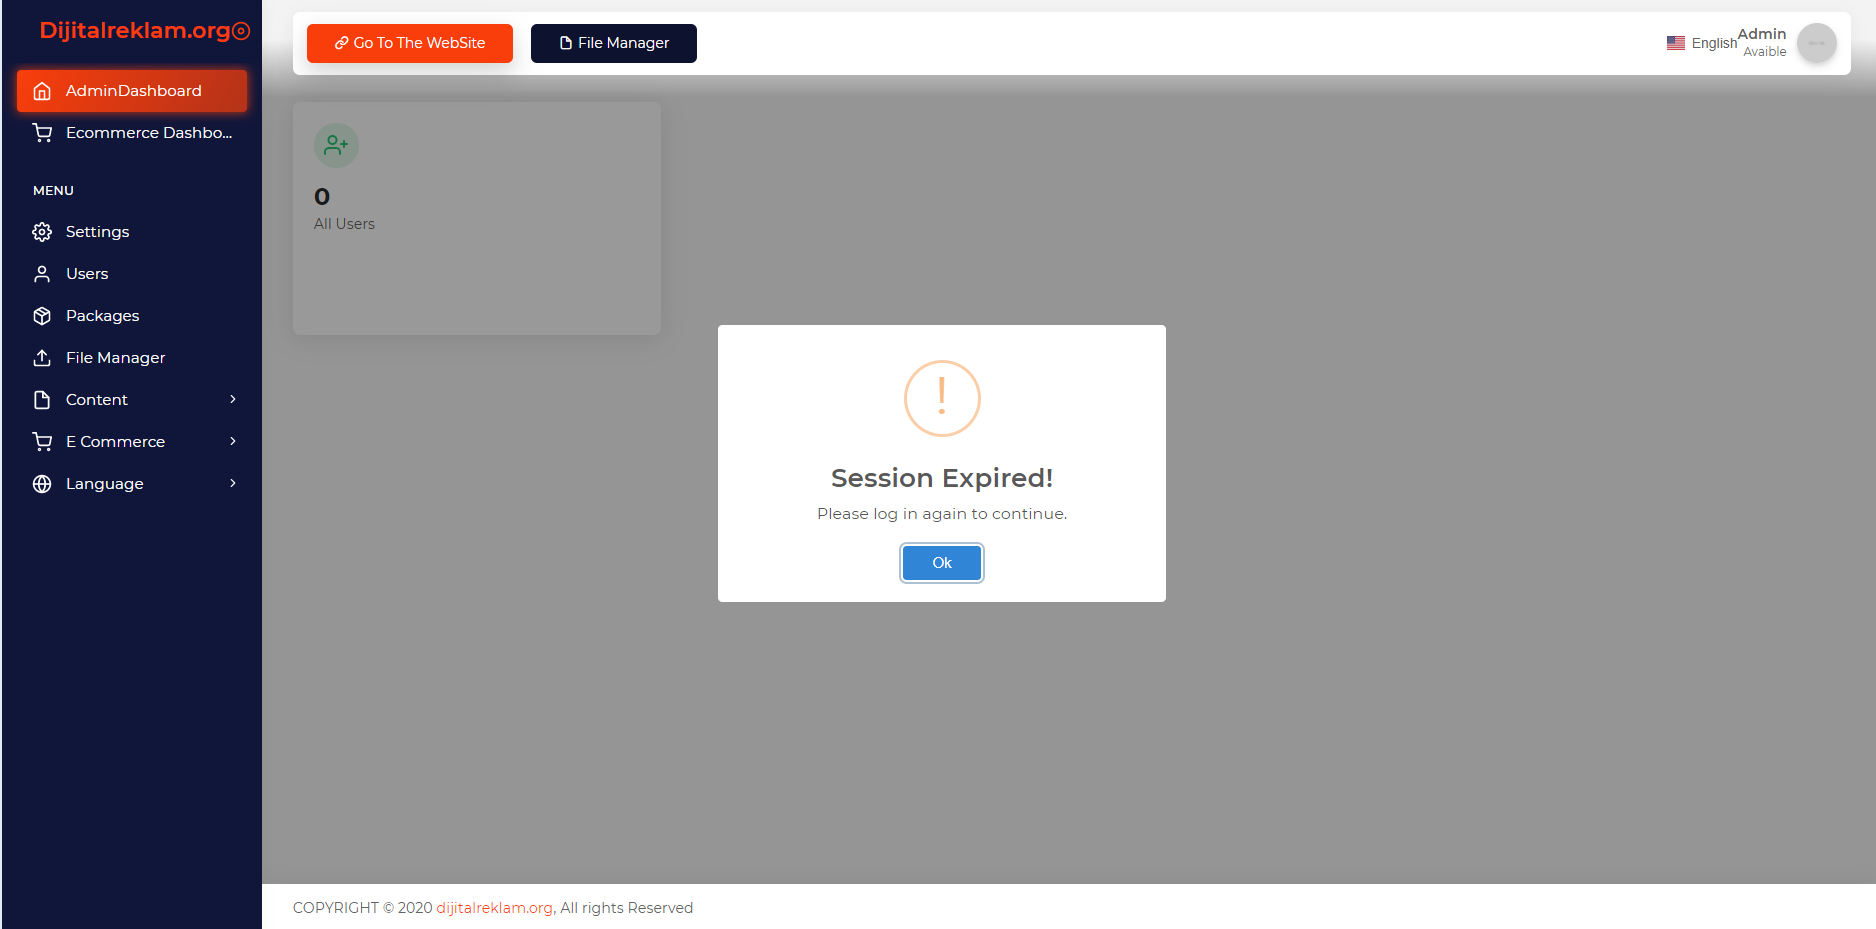 Dijitalreklam.org
AdminDashboard
Ecommerce Dashbo...
MENU
Settings
Users
Packages
File Manager
Content
E Commerce
Language
Go To The WebSite
File Manager
English
Admin
Avaible
0
All Users
!
Session Expired!
Please log in again to continue.
Ok
COPYRIGHT © 2020 dijitalreklam.org, All rights Reserved